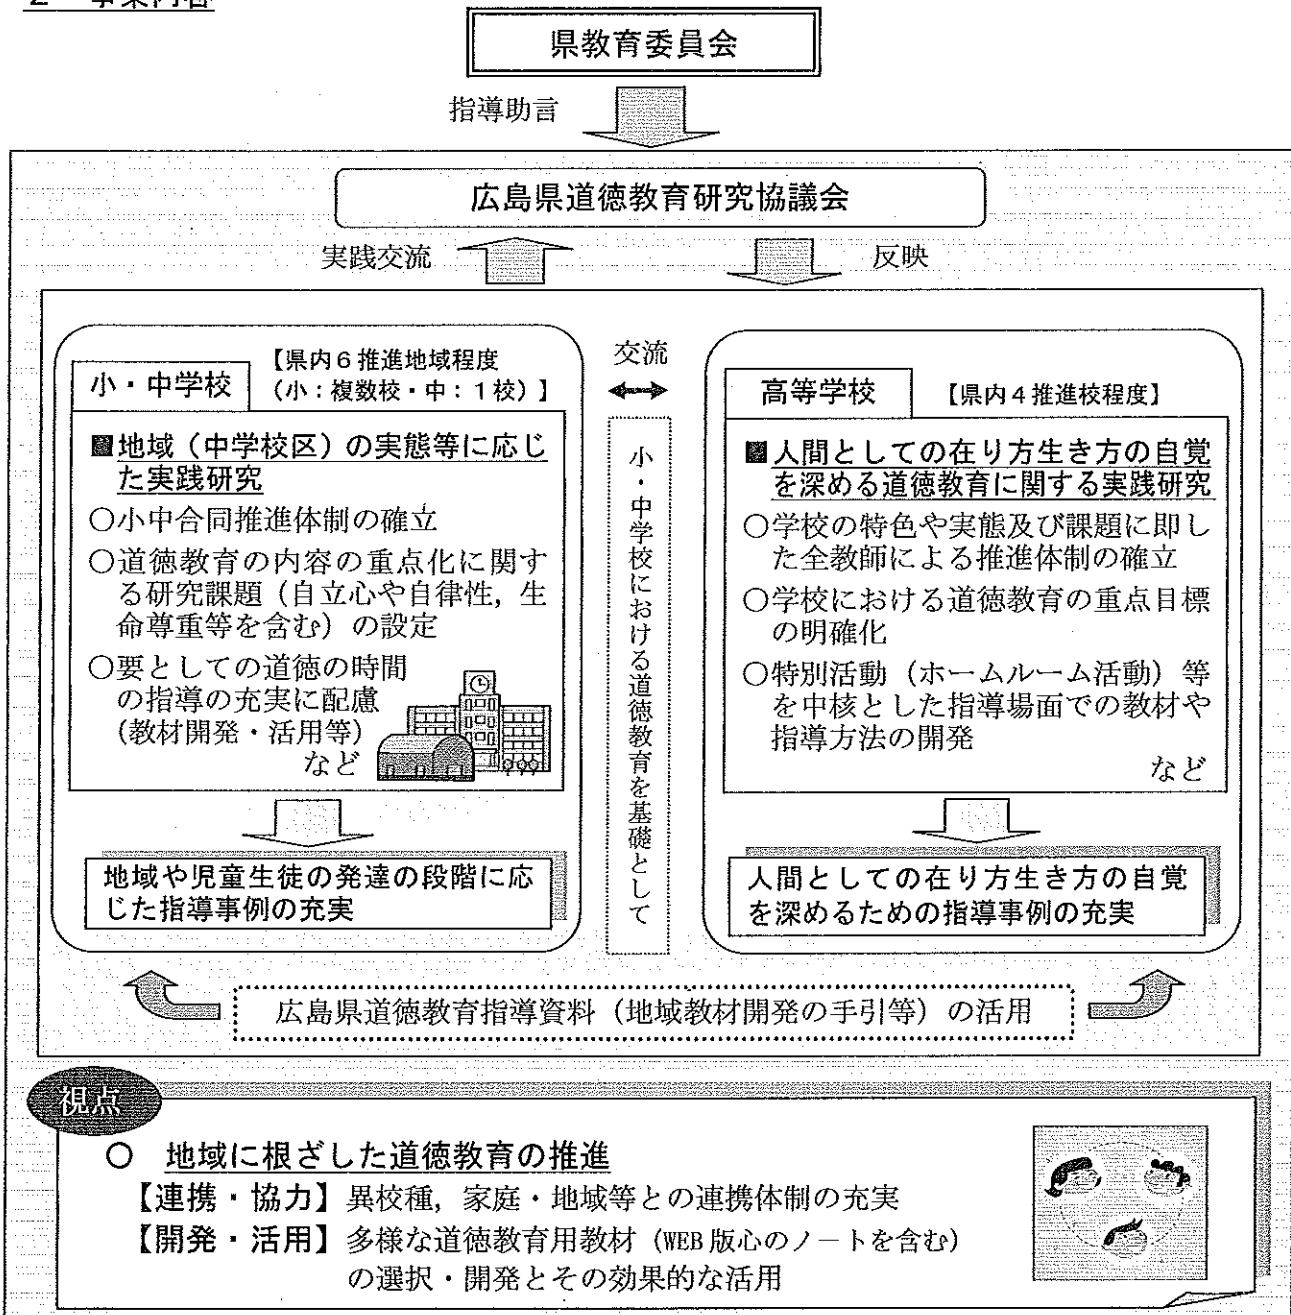 2　事業内容
県教育委員会
指導助言
広島県道徳教育研究協議会
実践交流
反映
小・中学校
【県内6推進地域程度
（小：複数校・中：1校）】
■地域（中学校区）の実態等に応じ
た実践研究
○小中合同推進体制の確立
○道徳教育の内容の重点化に関す
る研究課題（自立心や自律性，生
命尊重等を含む）の設定
○要としての道徳の時間
の指導の充実に配慮
（教材開発・活用等）
など
地域や児童生徒の発達の段階に応
じた指導事例の充実
交流
小・中学校における道徳教育を基礎として
高等学校
【県内4推進校程度】
■人間としての在り方生き方の自覚
を深める道徳教育に関する実践研究
○学校の特色や実態及び課題に即し
た全教師による推進体制の確立
○学校における道徳教育の重点目標
の明確化
○特別活動（ホームルーム活動）等
を中核とした指導場面での教材や
指導方法の開発
など
人間としての在り方生き方の自覚
を深めるための指導事例の充実
広島県道徳教育指導資料（地域教材開発の手引等）の活用
視点
○　地域に根ざした道徳教育の推進
【連携・協力】異校種，家庭・地域等との連携体制の充実
【開発・活用】多様な道徳教育用教材（WEB版心のノートを含む）
の選択・開発とその効果的な活用